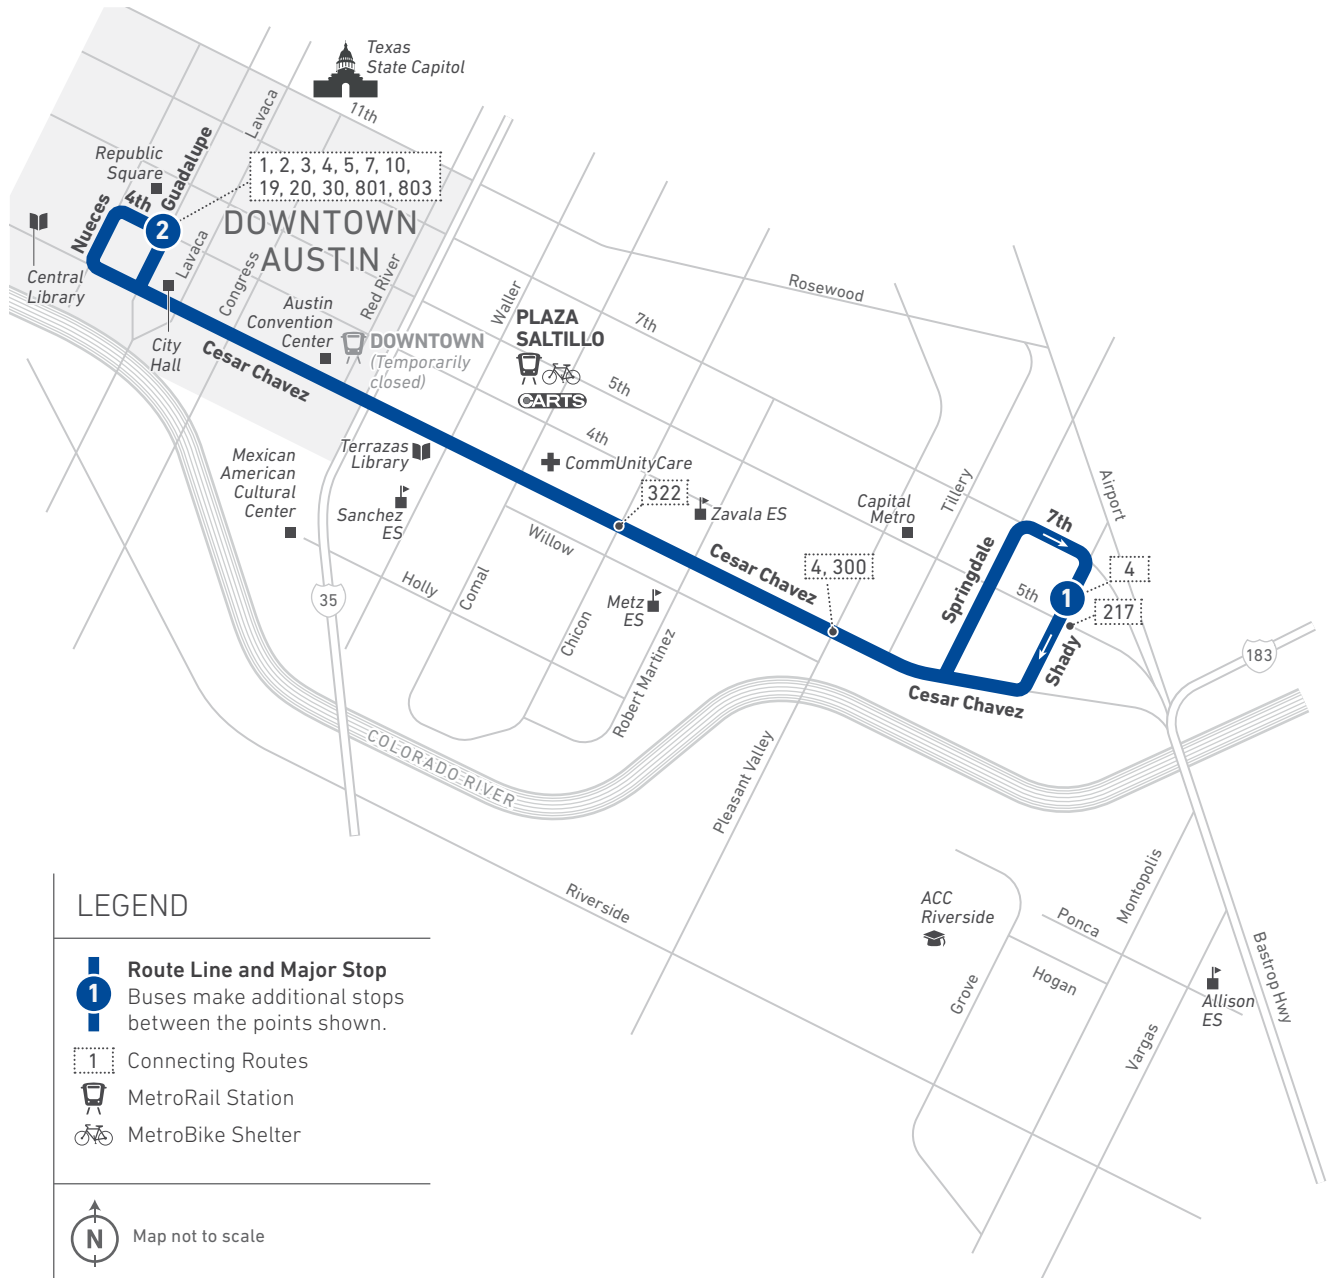 Texas
State Capitol
11th
Lavaca
Guadalupe
Republic
Square
4th
Nueces
2
1, 2, 3, 4, 5, 7, 10,
19, 20, 30, 801, 803
DOWNTOWN
AUSTIN
Central
Library
Lavaca
Congress
Red River
City
Hall
Austin
Convention
Center
DOWNTOWN
(Temporarily
closed)
Cesar Chavez
Waller
PLAZA
SALTILLO
CARTS
7th
5th
4th
Rosewood
Mexican
American
Cultural
Center
Terrazas
Library
Sanchez
ES
CommUnityCare
322
Zavala ES
Capital
Metro
Tillery
Airport
Willow
Holly
Comal
Chicon
Metz
ES
Robert Martinez
Cesar Chavez
4, 300
Springdale
7th
5th
1
4
217
Shady
Cesar Chavez
183
35
COLORADO RIVER
Pleasant Valley
Riverside
ACC
Riverside
Grove
Hogan
Ponca
Montopolis
Vargas
Allison
ES
Bastrop Hwy
LEGEND
1
Route Line and Major Stop
Buses make additional stops
between the points shown.
1
Connecting Routes
MetroRail Station
MetroBike Shelter
N
Map not to scale